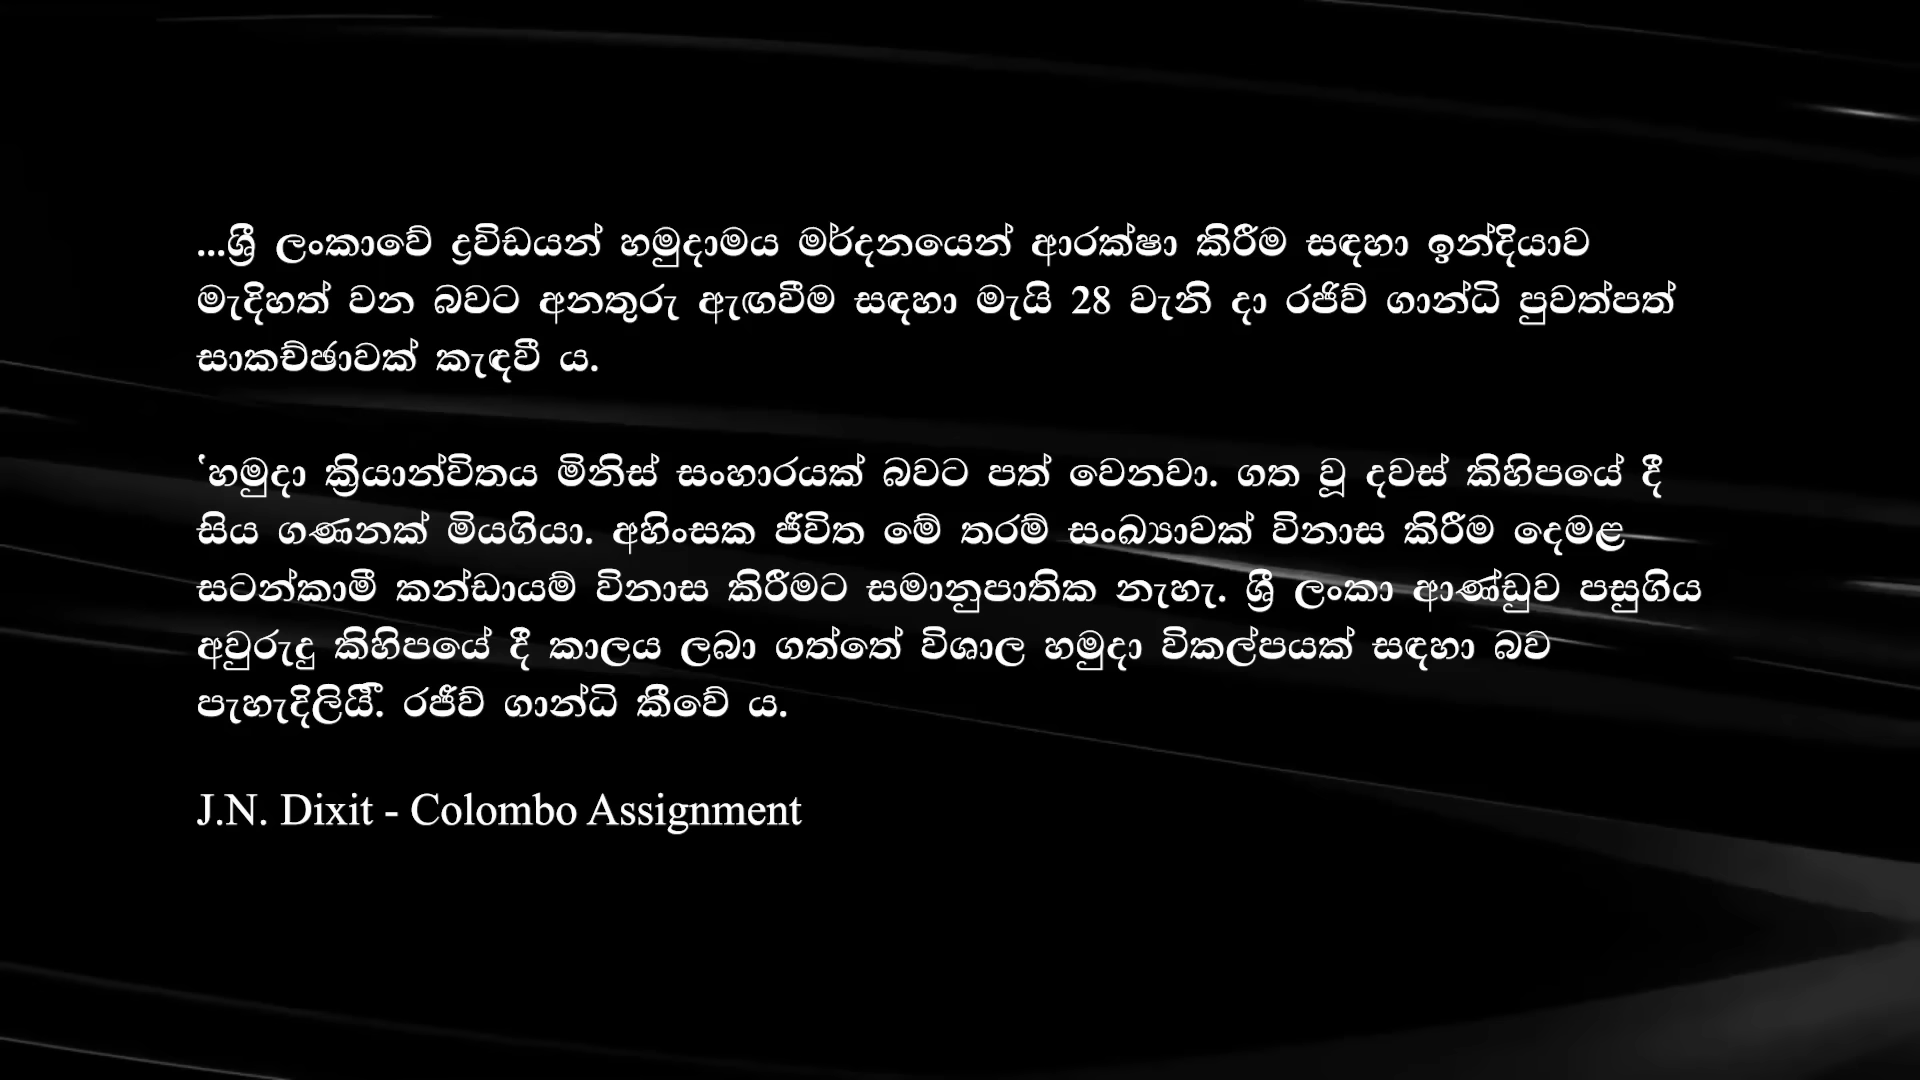 ...ශ්‍රී ලංකාවේ ද්‍රවිඩයන් හමුදාමය මර්දනයෙන් ආරක්ෂා කිරීම සඳහා ඉන්දියාව
මැදිහත් වන බවට අනතුරු ඇඟවීම සඳහා මැයි 28 වැනි දා රජිව් ගාන්ධි පුවත්පත්
සාකච්ඡාවක් කැඳවී ය.
‘හමුදා ක්‍රියාන්විතය මිනිස් සංහාරයක් බවට පත් වෙනවා. ගත වූ දවස් කිහිපයේ දී
සිය ගණනක් මියගියා. අහිංසක ජීවිත මේ තරම් සංඛ්‍යාවක් විනාස කිරීම දෙමළ
සටන්කාමී කන්ඩායම් විනාස කිරීමට සමානුපාතික නැහැ. ශ්‍රී ලංකා ආණ්ඩුව පසුගිය
අවුරුදු කිහිපයේ දී කාලය ලබා ගත්තේ විශාල හමුදා විකල්පයක් සඳහා බව
පැහැදිලියි’. රජීව් ගාන්ධි කීවේ ය.
J.N. Dixit - Colombo Assignment